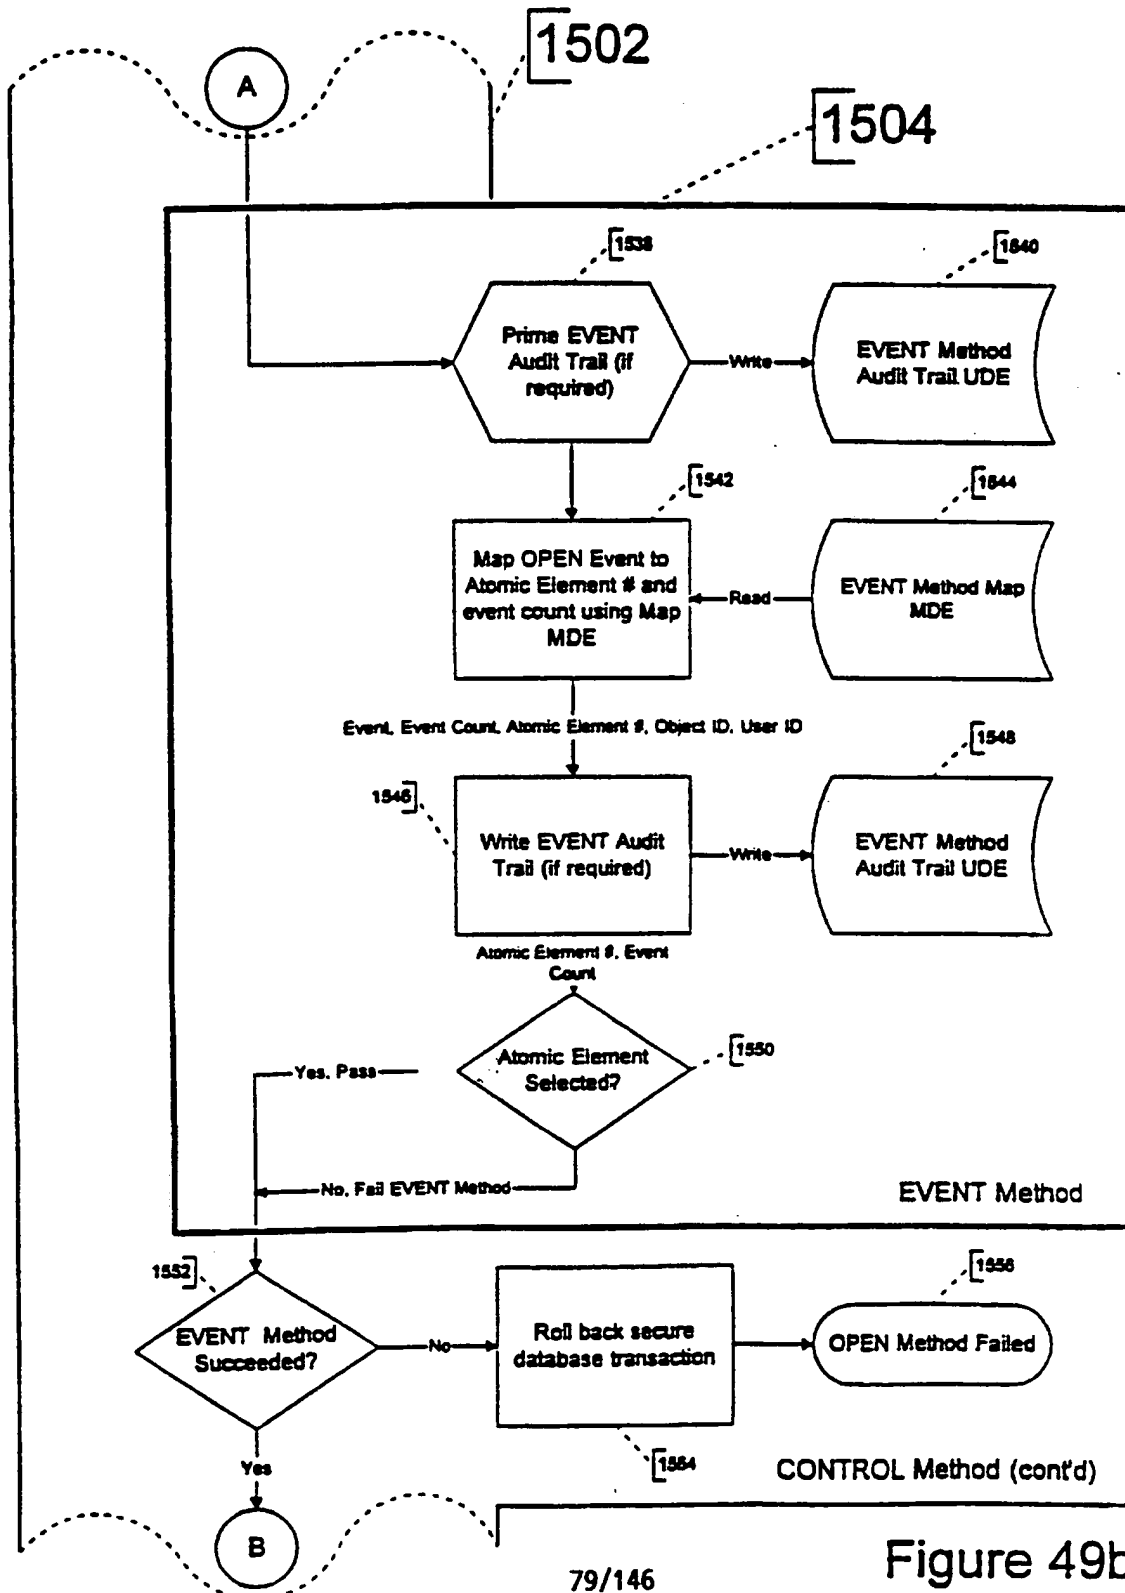 1502
A
1504
1538
1540
Prime EVENT
Audit Trail (if
required)
Write
EVENT Method
Audit Trail UDE
1542
1544
Map OPEN Event to
Atomic Element # and
event count using Map
MDE
Read
EVENT Method Map
MDE
Event, Event Count, Atomic Element #, Object ID, User ID
1546
1548
Write EVENT Audit
Trail (if required)
Write
EVENT Method
Audit Trail UDE
Atomic Element #, Event
Count
1550
Atomic Element
Selected?
Yes, Pass
No, Fail EVENT Method
EVENT Method
1552
1556
EVENT Method
Succeeded?
No
Roll back secure
database transaction
OPEN Method Failed
Yes
1554
CONTROL Method (cont'd)
B
Figure 49b
79/146